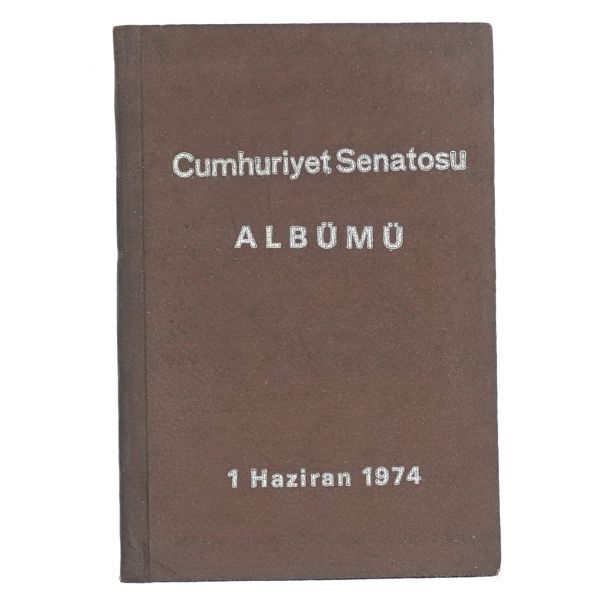 Cumhuriyet Senatosu
ALBÜMÜ
1 Haziran 1974